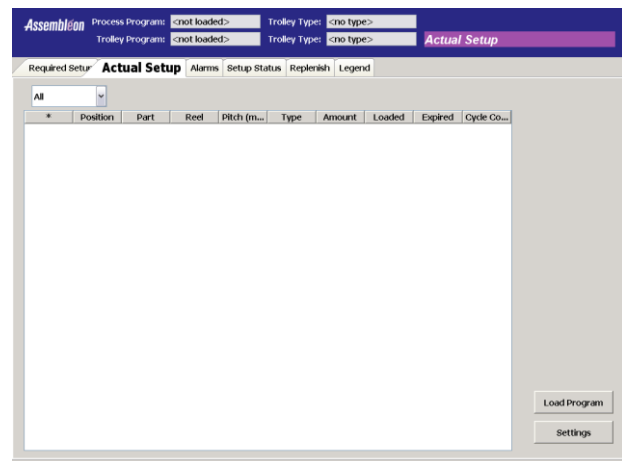 Assembléon Process Program: <not loaded> Trolley Type: <no type>
Trolley Program: <not loaded> Trolley Type: <no type> Actual Setup
Required Setup Actual Setup Alarms Setup Status Replenish Legend
All
* Position Part Reel Pitch (m... Type Amount Loaded Expired Cycle Co...
Load Program
Settings